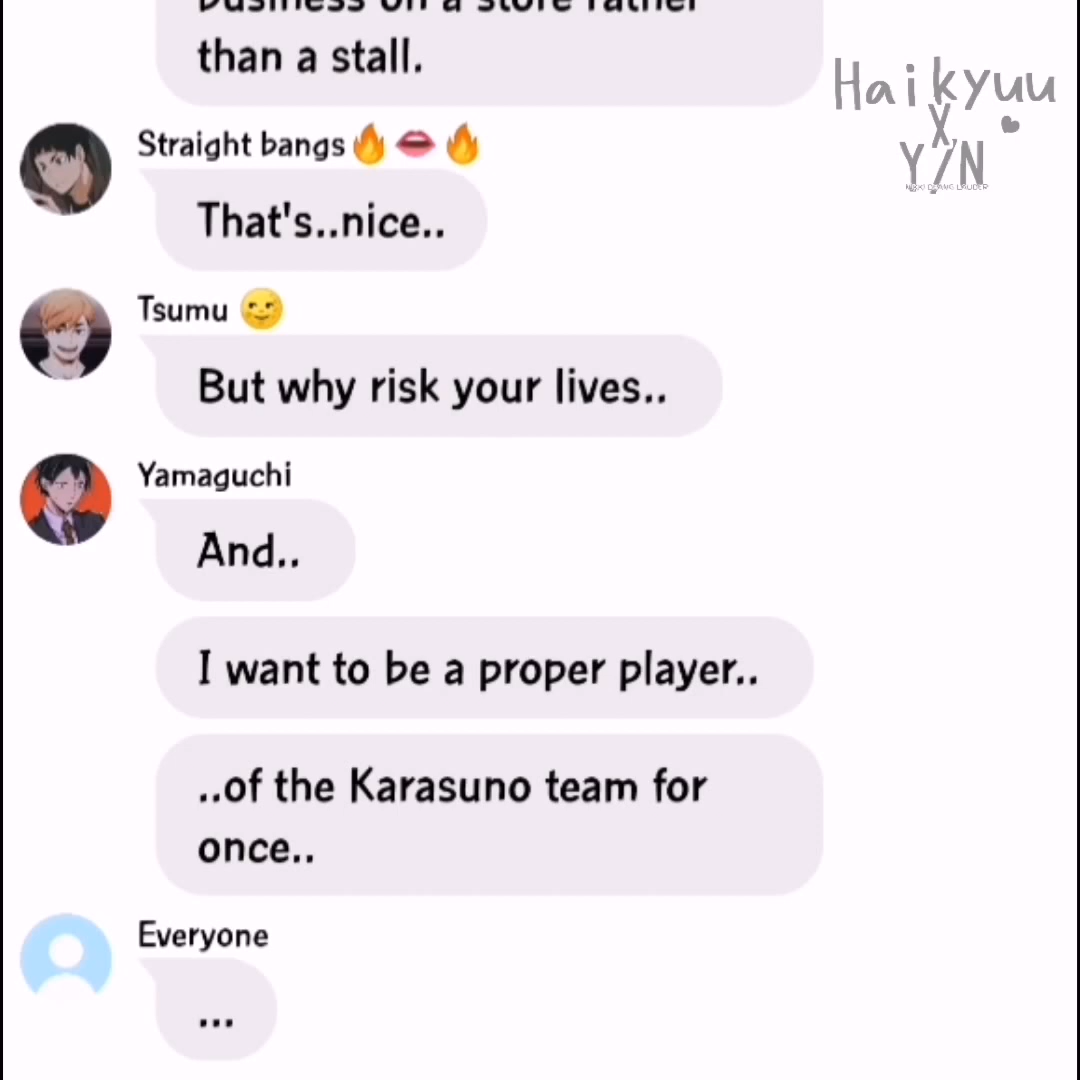 business on a store rather
than a stall.
Haikyuu
X
Y/N
Straight bangs🔥👄🔥
That's..nice..
Tsumu 🌝
But why risk your lives..
Yamaguchi
And..
I want to be a proper player..
..of the Karasuno team for
once..
Everyone
...